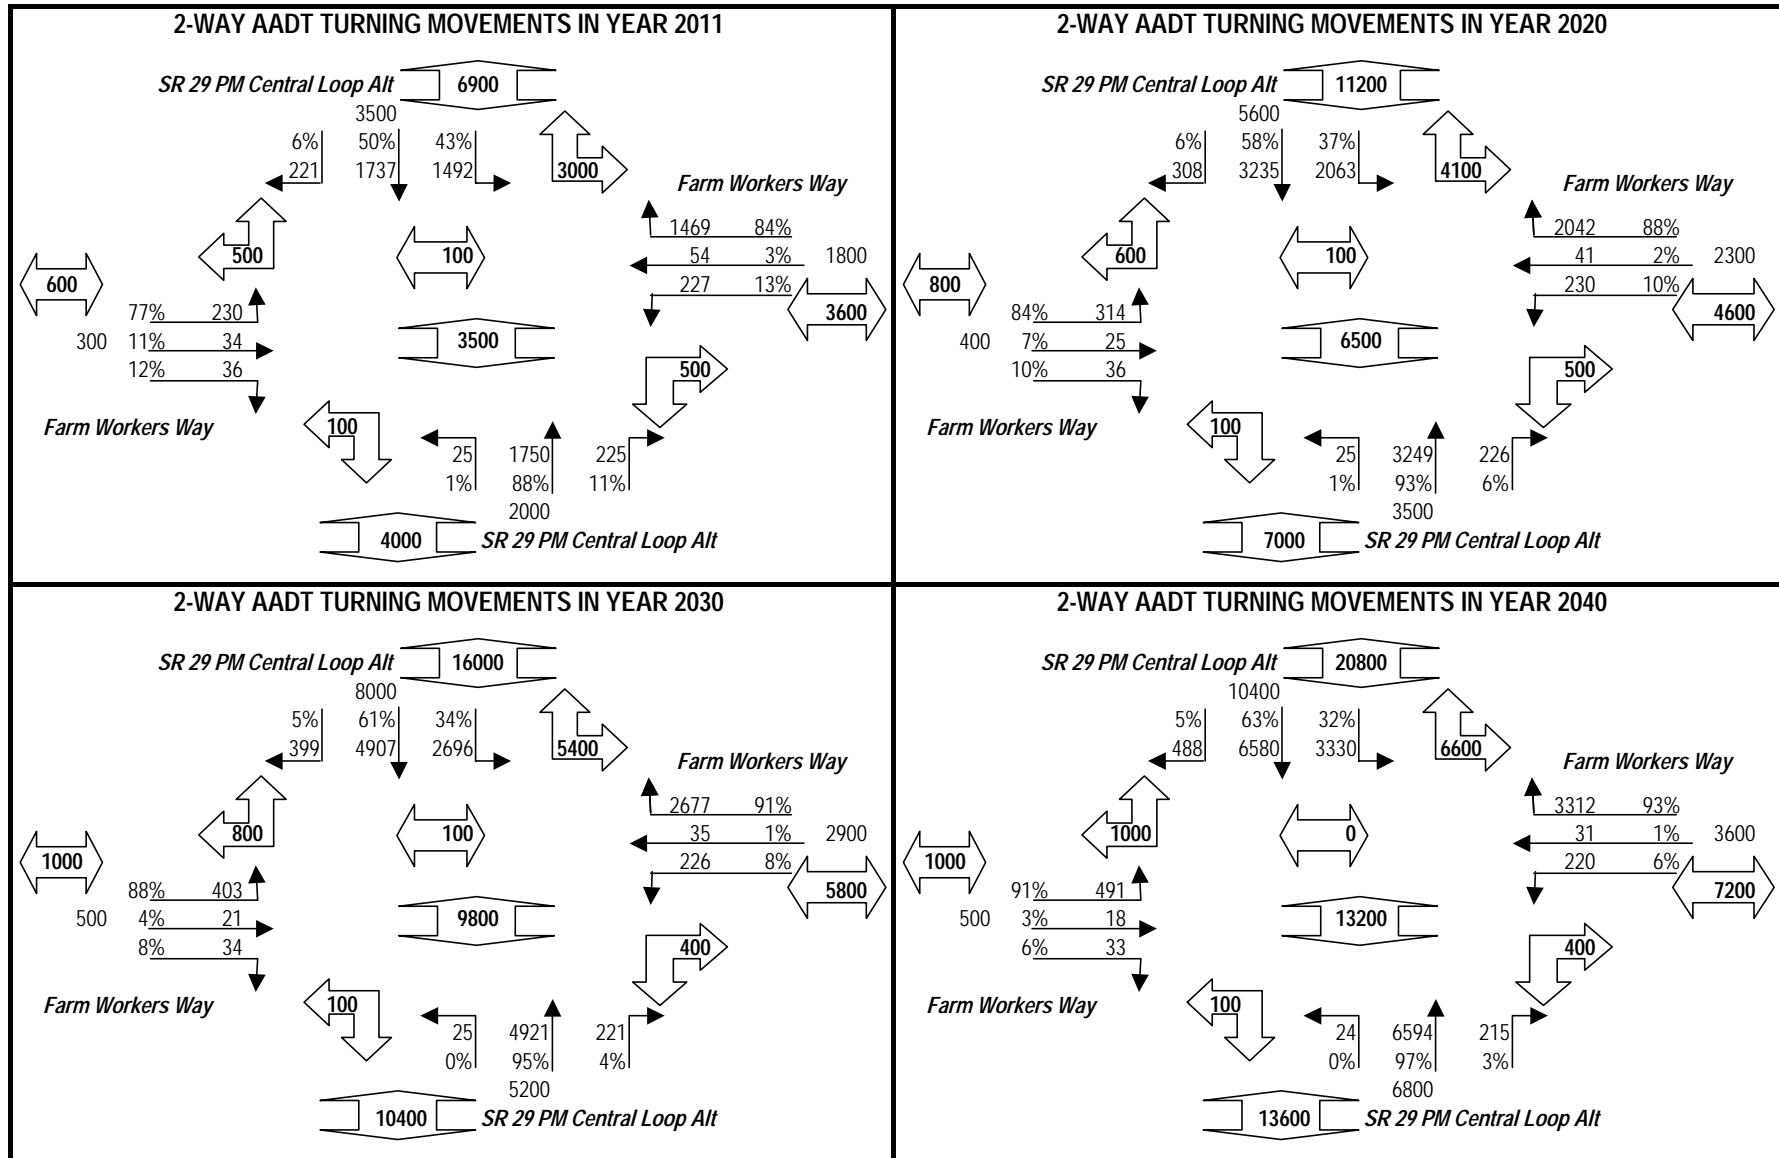 2-WAY AADT TURNING MOVEMENTS IN YEAR 2011
SR 29 PM Central Loop Alt 6900
3500
6% 50% 43%
221 1737 1492 3000
Farm Workers Way
1469 84%
500 100 54 3% 1800
600 227 13%
3600
77% 230
300 11% 34 3500
12% 36 500
Farm Workers Way 100
25 1750 225
1% 88% 11%
2000
4000 SR 29 PM Central Loop Alt
2-WAY AADT TURNING MOVEMENTS IN YEAR 2020
SR 29 PM Central Loop Alt 11200
5600
6% 58% 37%
308 3235 2063 4100
Farm Workers Way
2042 88%
600 100 41 2% 2300
800 230 10%
4600
84% 314
400 7% 25 6500
10% 36 500
Farm Workers Way 100
25 3249 226
1% 93% 6%
3500
7000 SR 29 PM Central Loop Alt
2-WAY AADT TURNING MOVEMENTS IN YEAR 2030
SR 29 PM Central Loop Alt 16000
8000
5% 61% 34%
399 4907 2696 5400
Farm Workers Way
2677 91%
800 100 35 1% 2900
1000 226 8%
5800
88% 403
500 4% 21 9800
8% 34 400
Farm Workers Way 100
25 4921 221
0% 95% 4%
5200
10400 SR 29 PM Central Loop Alt
2-WAY AADT TURNING MOVEMENTS IN YEAR 2040
SR 29 PM Central Loop Alt 20800
10400
5% 63% 32%
488 6580 3330 6600
Farm Workers Way
3312 93%
1000 0 31 1% 3600
1000 220 6%
7200
91% 491
500 3% 18 13200
6% 33 400
Farm Workers Way 100
24 6594 215
0% 97% 3%
6800
13600 SR 29 PM Central Loop Alt